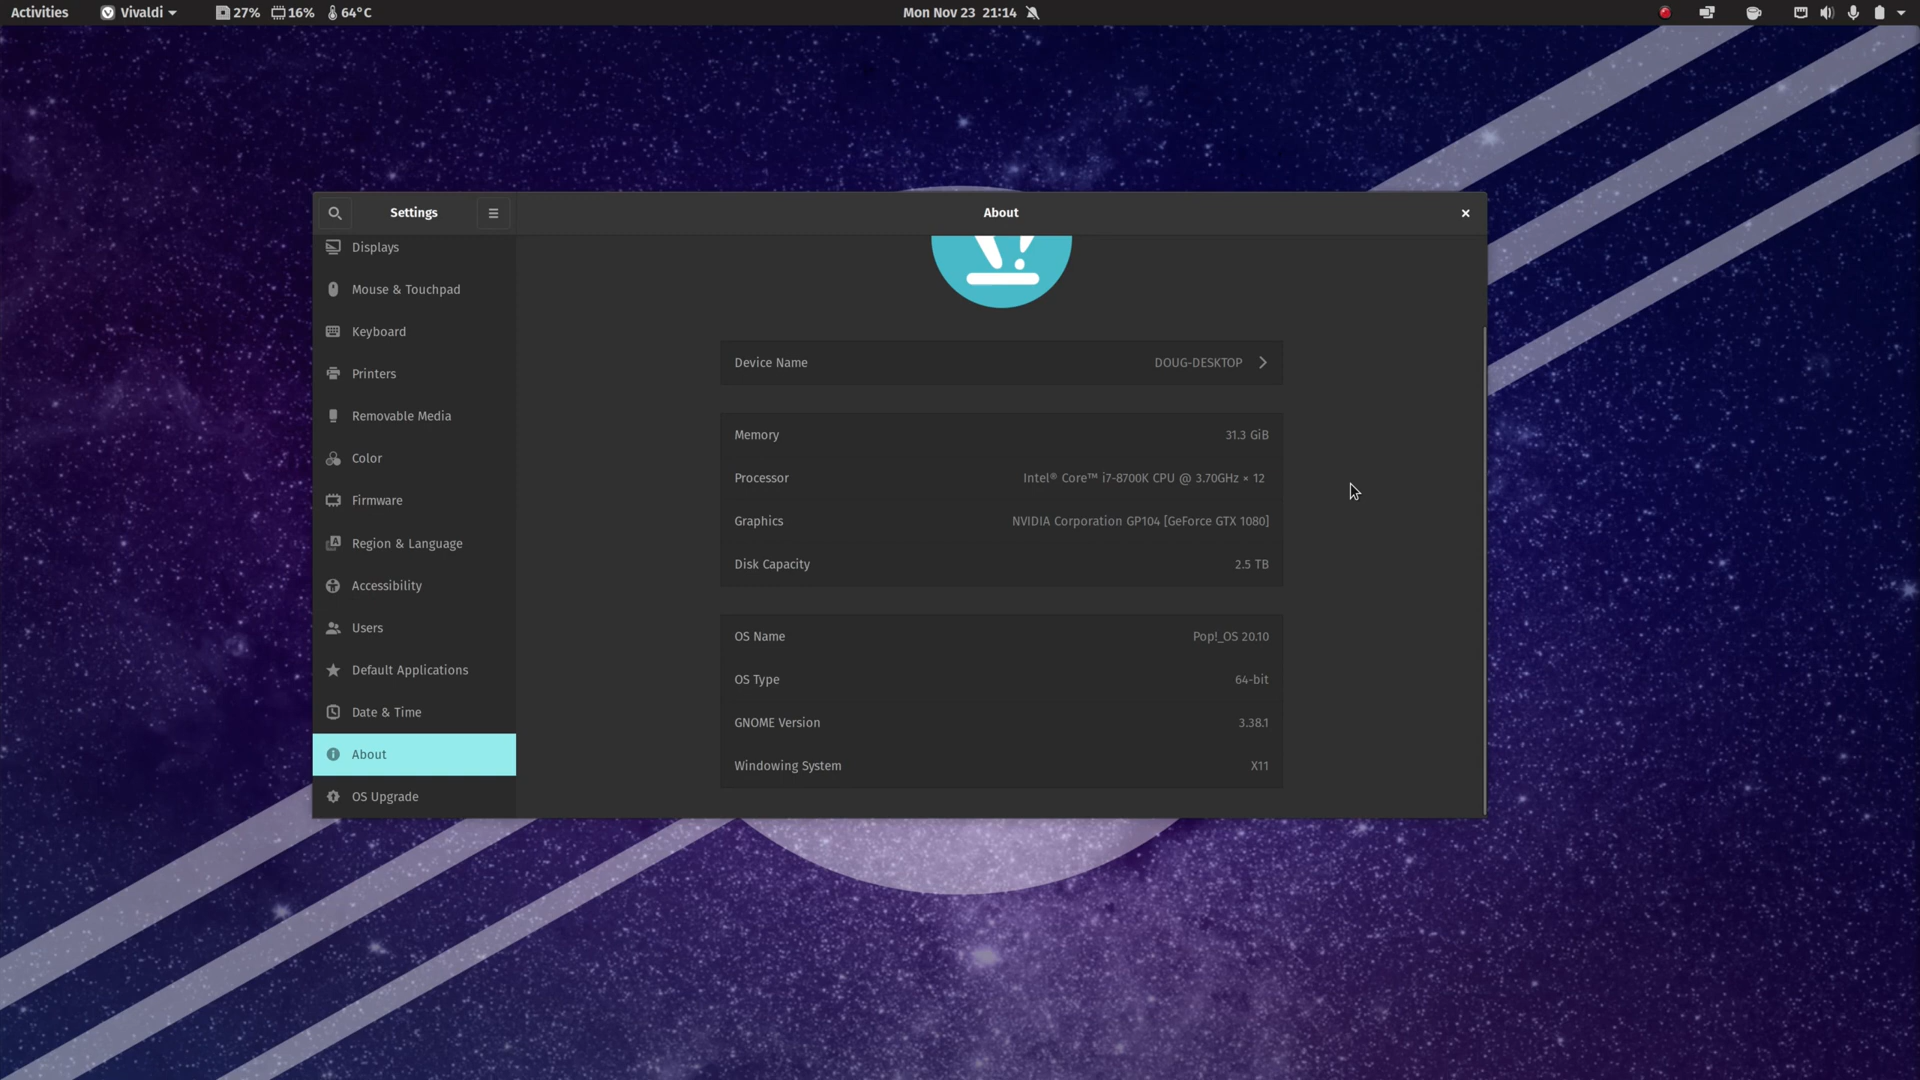 Activities Vivaldi 27% 16% 64°C Mon Nov 23 21:14
Settings About
Displays
Mouse & Touchpad
Keyboard
Printers
Removable Media
Color
Firmware
Region & Language
Accessibility
Users
Default Applications
Date & Time
About
OS Upgrade
Device Name DOUG-DESKTOP
Memory 31.3 GiB
Processor Intel® Core™ i7-8700K CPU @ 3.70GHz × 12
Graphics NVIDIA Corporation GP104 [GeForce GTX 1080]
Disk Capacity 2.5 TB
OS Name Pop!_OS 20.10
OS Type 64-bit
GNOME Version 3.38.1
Windowing System X11